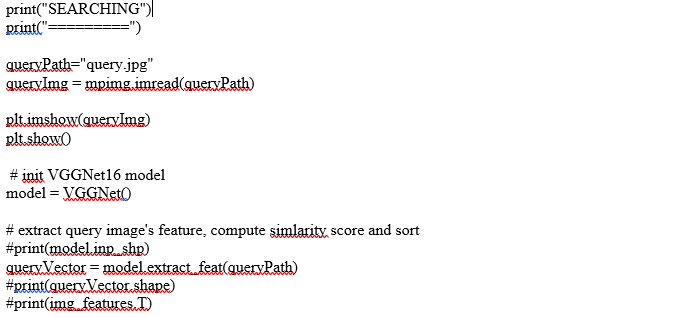 print("SEARCHING")
print("=========")
queryPath="query.jpg"
queryImg = mpimg.imread(queryPath)
plt.imshow(queryImg)
plt.show()
# init VGGNet16 model
model = VGGNet()
# extract query image's feature, compute simlarity score and sort
#print(model.inp_shp)
queryVector = model.extract_feat(queryPath)
#print(queryVector.shape)
#print(img_features.T)